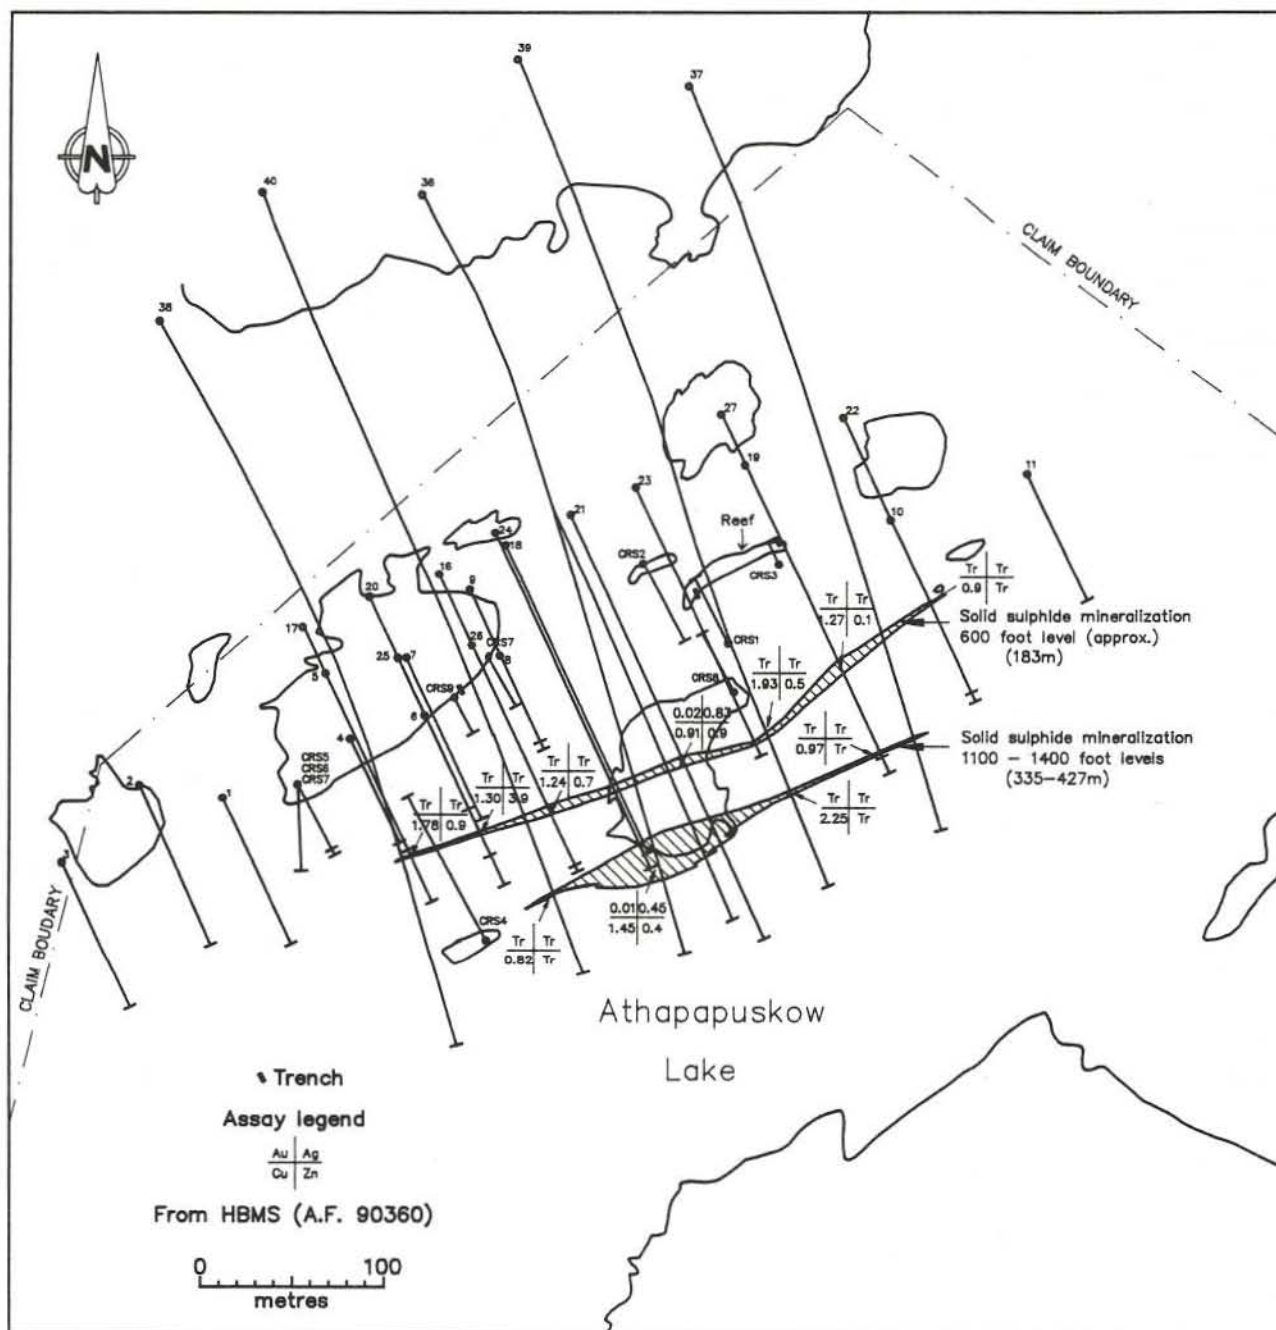 39
37
N
40
36
CLAIM BOUNDARY
38
27
22
19
11
23
21
10
Reef
24
18
CRS2
CRS3
16
9
20
Tr Tr
0.9 Tr
Tr Tr
1.27 0.1
Solid sulphide mineralization
600 foot level (approx.)
(183m)
17
26
CRS7
8
25
7
CRS1
5
CRS9
CRS8
Tr Tr
1.93 0.5
6
0.02 0.87
0.91 0.9
4
Tr Tr
0.97 Tr
Solid sulphide mineralization
1100 - 1400 foot levels
(335-427m)
CRS5
CRS6
CRS7
2
1
Tr Tr
1.24 0.7
Tr Tr
1.30 3.9
Tr Tr
1.78 0.9
Tr Tr
2.25 Tr
3
0.01 0.45
1.45 0.4
CRS4
Tr Tr
0.82 Tr
CLAIM BOUDARY
Athapapuskow
Lake
Trench
Assay legend
Au Ag
Cu Zn
From HBMS (A.F. 90360)
0 100
metres